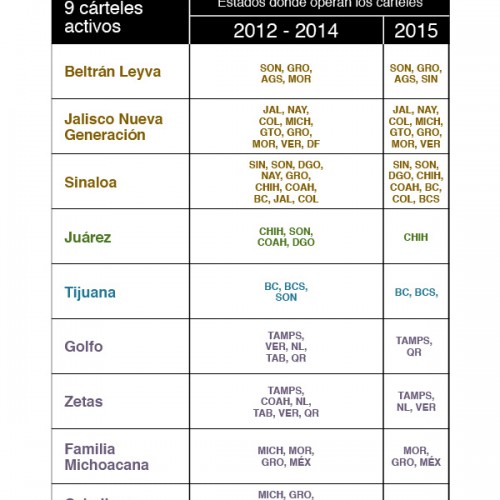 9 cárteles
activos
Estados donde operan los cárteles
2012 - 2014
2015
Beltrán Leyva
SON, GRO,
AGS, MOR
SON, GRO,
AGS, SIN
Jalisco Nueva
Generación
JAL, NAY,
COL, MICH,
GTO, GRO,
MOR, VER, DF
JAL, NAY,
COL, MICH,
GTO, GRO,
MOR, VER
Sinaloa
SIN, SON, DGO,
NAY, GRO,
CHIH, COAH,
BC, JAL, COL
SIN, SON,
DGO, CHIH,
COAH, BC,
COL, BCS
Juárez
CHIH, SON,
COAH, DGO
CHIH
Tijuana
BC, BCS,
SON
BC, BCS,
Golfo
TAMPS,
VER, NL,
TAB, QR
TAMPS,
QR
Zetas
TAMPS,
COAH, NL,
TAB, VER, QR
TAMPS,
NL, VER
Familia
Michoacana
MICH, MOR,
GRO, MÉX
MOR,
GRO, MÉX
MICH, GRO,